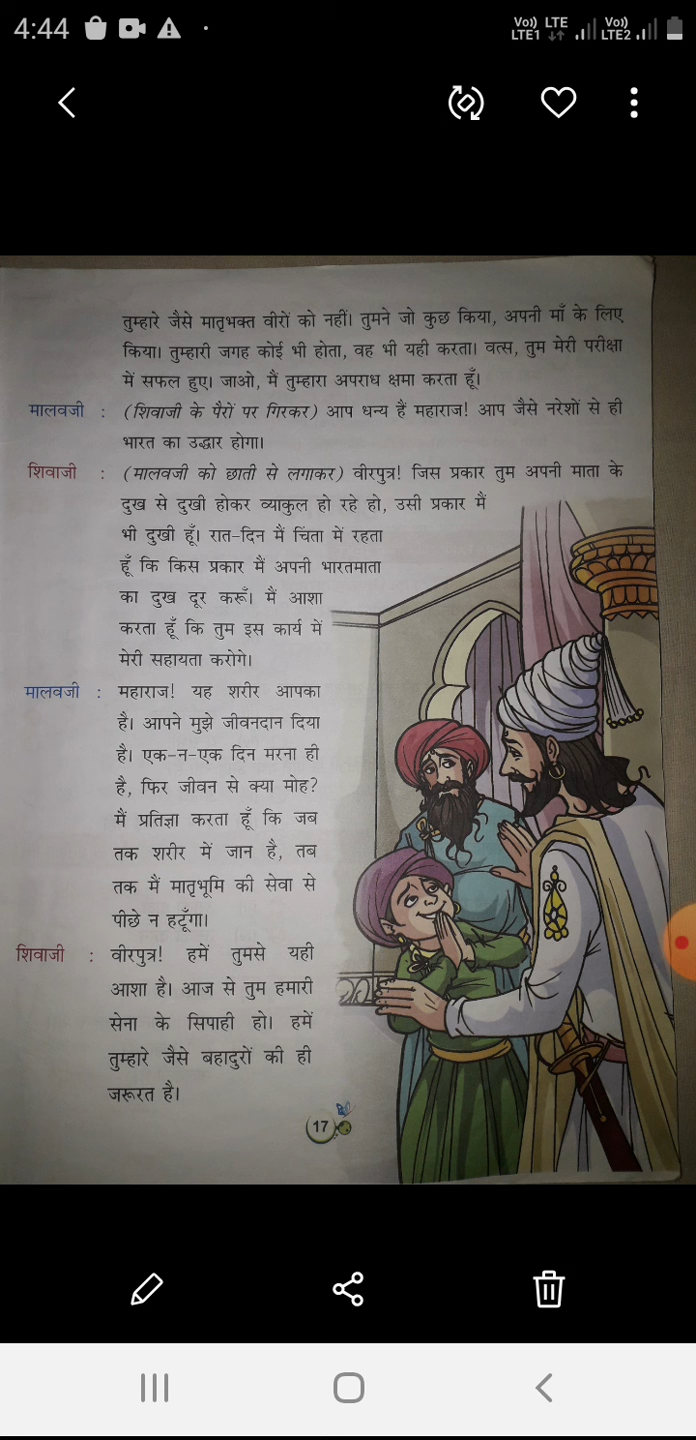 4:44
Vo) LTE Vo)
LTE1 LTE2
तुम्हारे जैसे मातृभक्त वीरों को नहीं। तुमने जो कुछ किया, अपनी माँ के लिए
किया। तुम्हारी जगह कोई भी होता, वह भी यही करता। वत्स, तुम मेरी परीक्षा
में सफल हुए। जाओ, मैं तुम्हारा अपराध क्षमा करता हूँ।
मालवजी : (शिवाजी के पैरों पर गिरकर) आप धन्य हैं महाराज! आप जैसे नरेशों से ही
भारत का उद्धार होगा।
शिवाजी : (मालवजी को छाती से लगाकर) वीरपुत्र! जिस प्रकार तुम अपनी माता के
दुख से दुखी होकर व्याकुल हो रहे हो, उसी प्रकार मैं
भी दुखी हूँ। रात-दिन मैं चिंता में रहता
हूँ कि किस प्रकार मैं अपनी भारतमाता
का दुख दूर करूँ। मैं आशा
करता हूँ कि तुम इस कार्य में
मेरी सहायता करोगे।
मालवजी : महाराज! यह शरीर आपका
है। आपने मुझे जीवनदान दिया
है। एक-न-एक दिन मरना ही
है, फिर जीवन से क्या मोह?
मैं प्रतिज्ञा करता हूँ कि जब
तक शरीर में जान है, तब
तक मैं मातृभूमि की सेवा से
पीछे न हटूँगा।
शिवाजी : वीरपुत्र! हमें तुमसे यही
आशा है। आज से तुम हमारी
सेना के सिपाही हो। हमें
तुम्हारे जैसे बहादुरों की ही
जरूरत है।
17